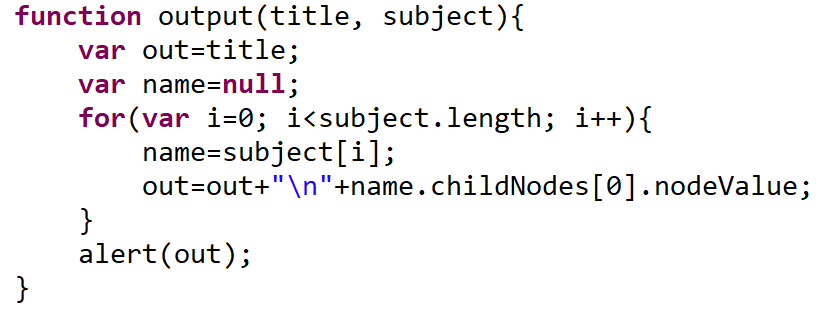 function output(title, subject){
    var out=title;
    var name=null;
    for(var i=0; i<subject.length; i++){
        name=subject[i];
        out=out+"\n"+name.childNodes[0].nodeValue;
    }
    alert(out);
}